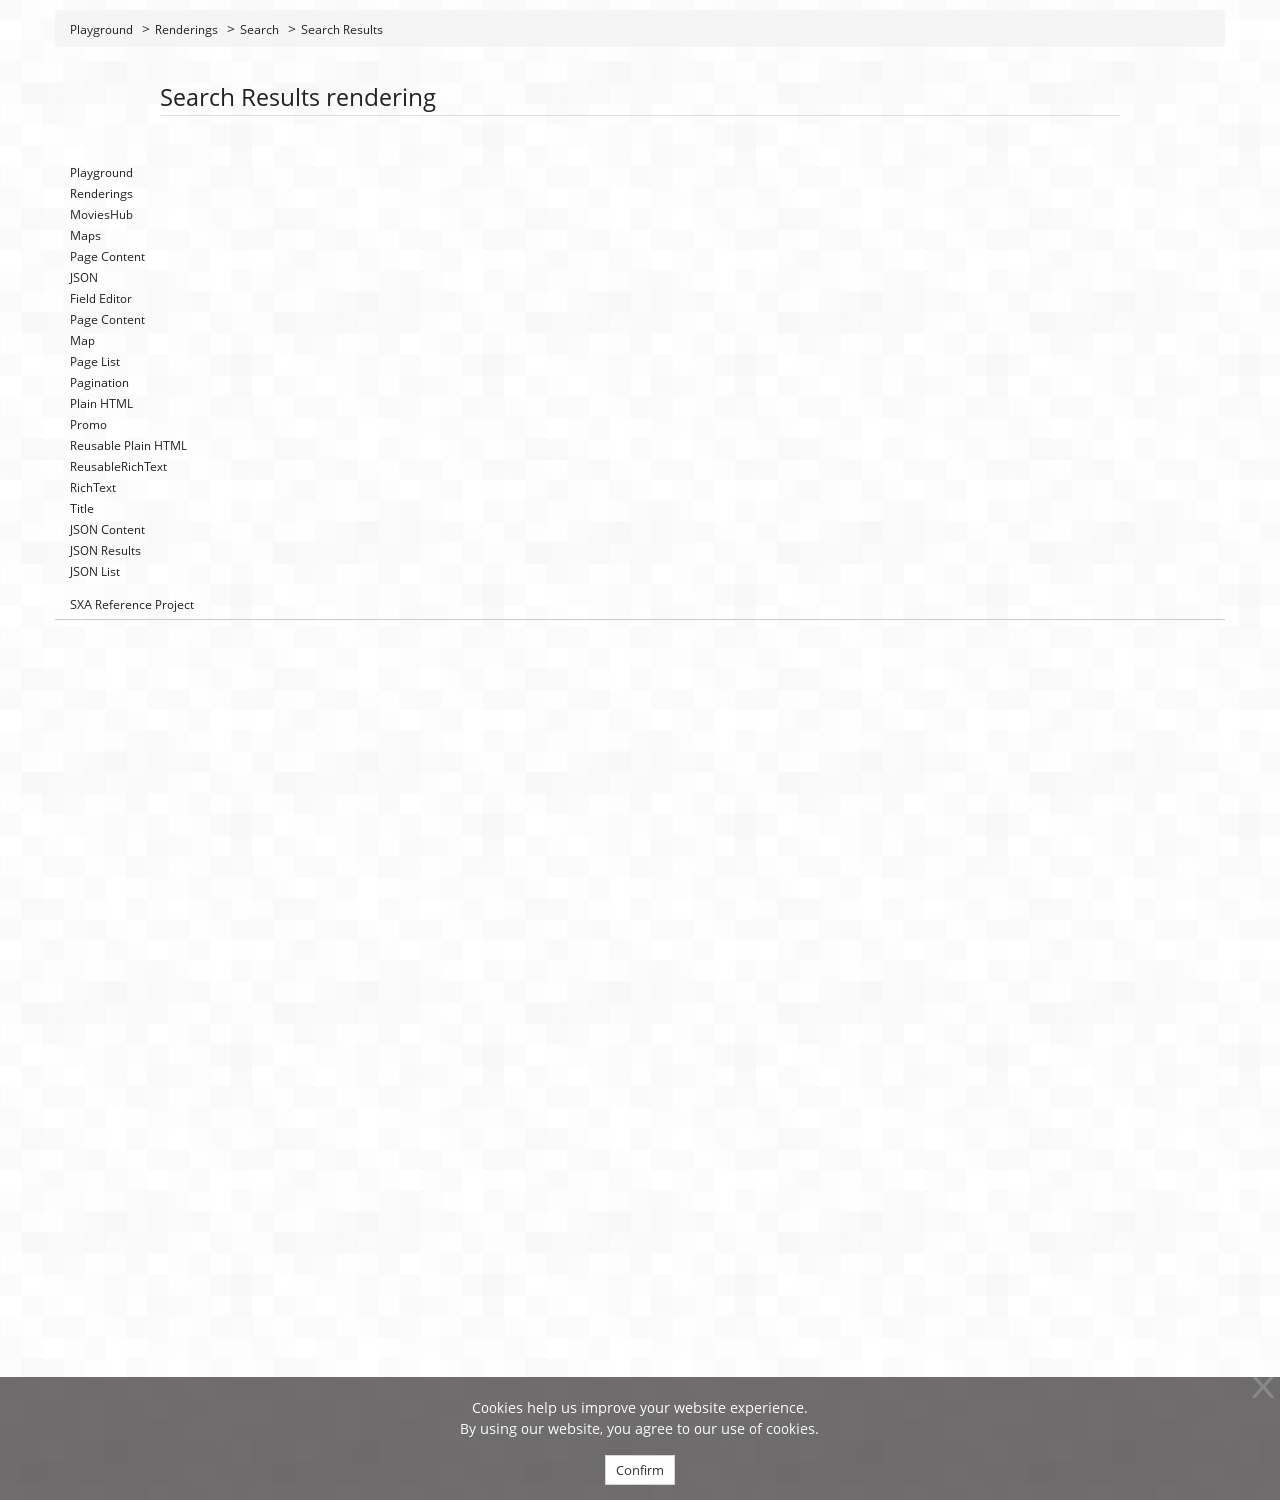 Playground > Renderings > Search > Search Results
Search Results rendering
Playground
Renderings
MoviesHub
Maps
Page Content
JSON
Field Editor
Page Content
Map
Page List
Pagination
Plain HTML
Promo
Reusable Plain HTML
ReusableRichText
RichText
Title
JSON Content
JSON Results
JSON List
SXA Reference Project
X
Cookies help us improve your website experience.
By using our website, you agree to our use of cookies.
Confirm